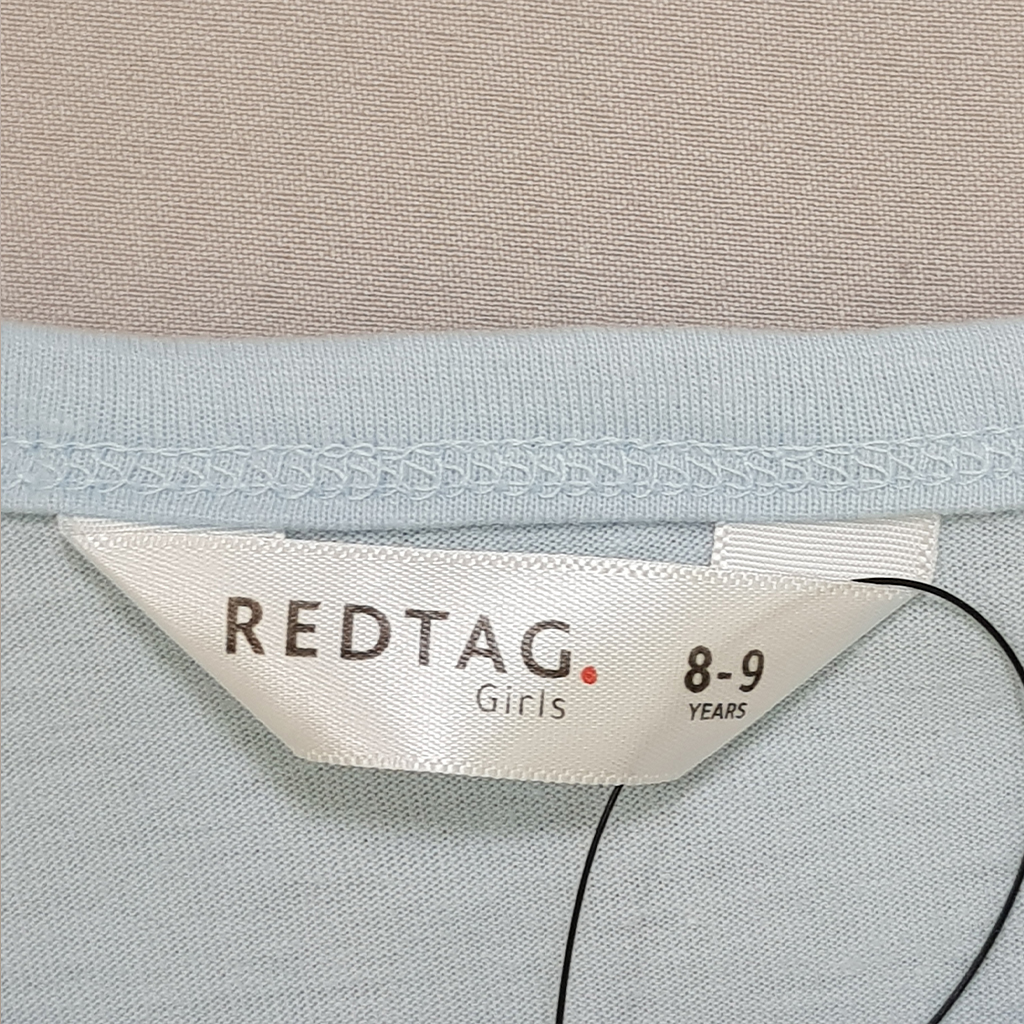 REDTAG.
Girls
8-9
YEARS